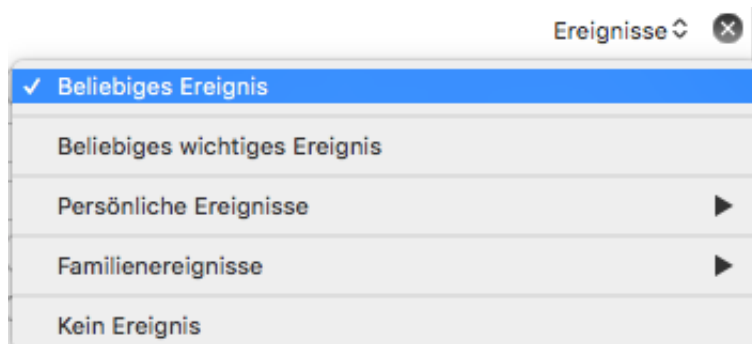 Ereignisse
Beliebiges Ereignis
Beliebiges wichtiges Ereignis
Persönliche Ereignisse
Familienereignisse
Kein Ereignis